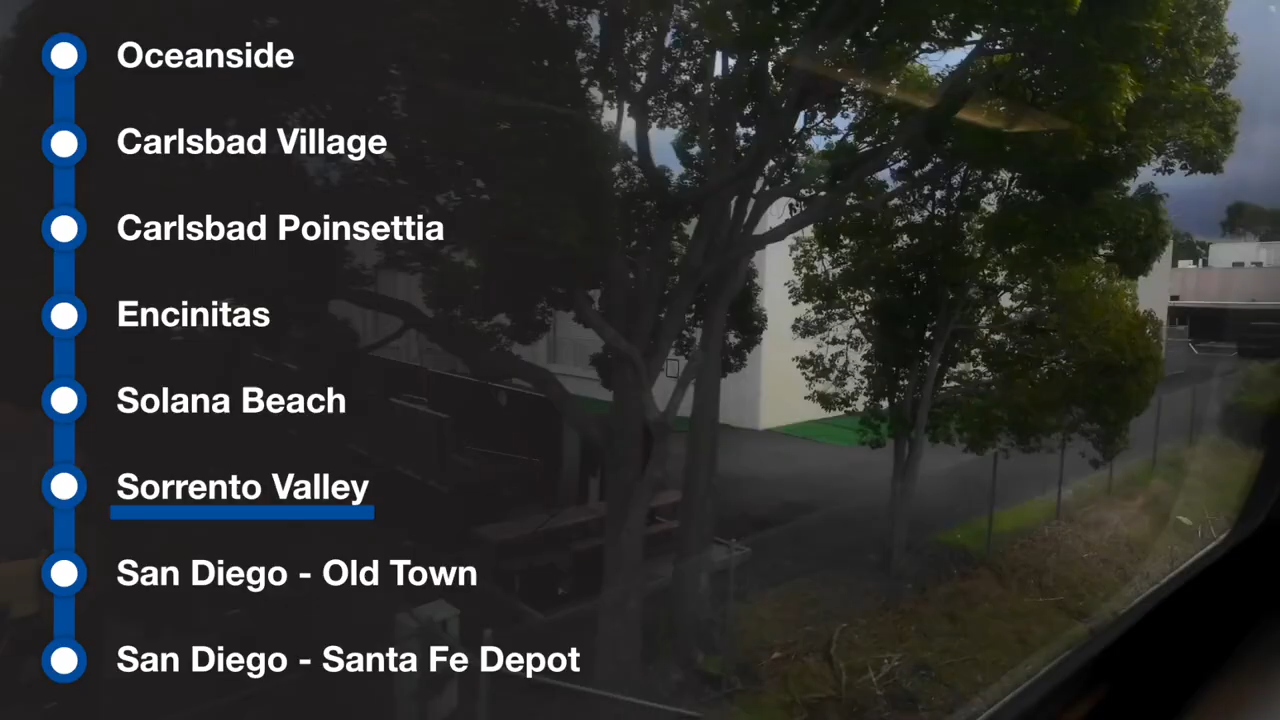 Oceanside
Carlsbad Village
Carlsbad Poinsettia
Encinitas
Solana Beach
Sorrento Valley
San Diego - Old Town
San Diego - Santa Fe Depot